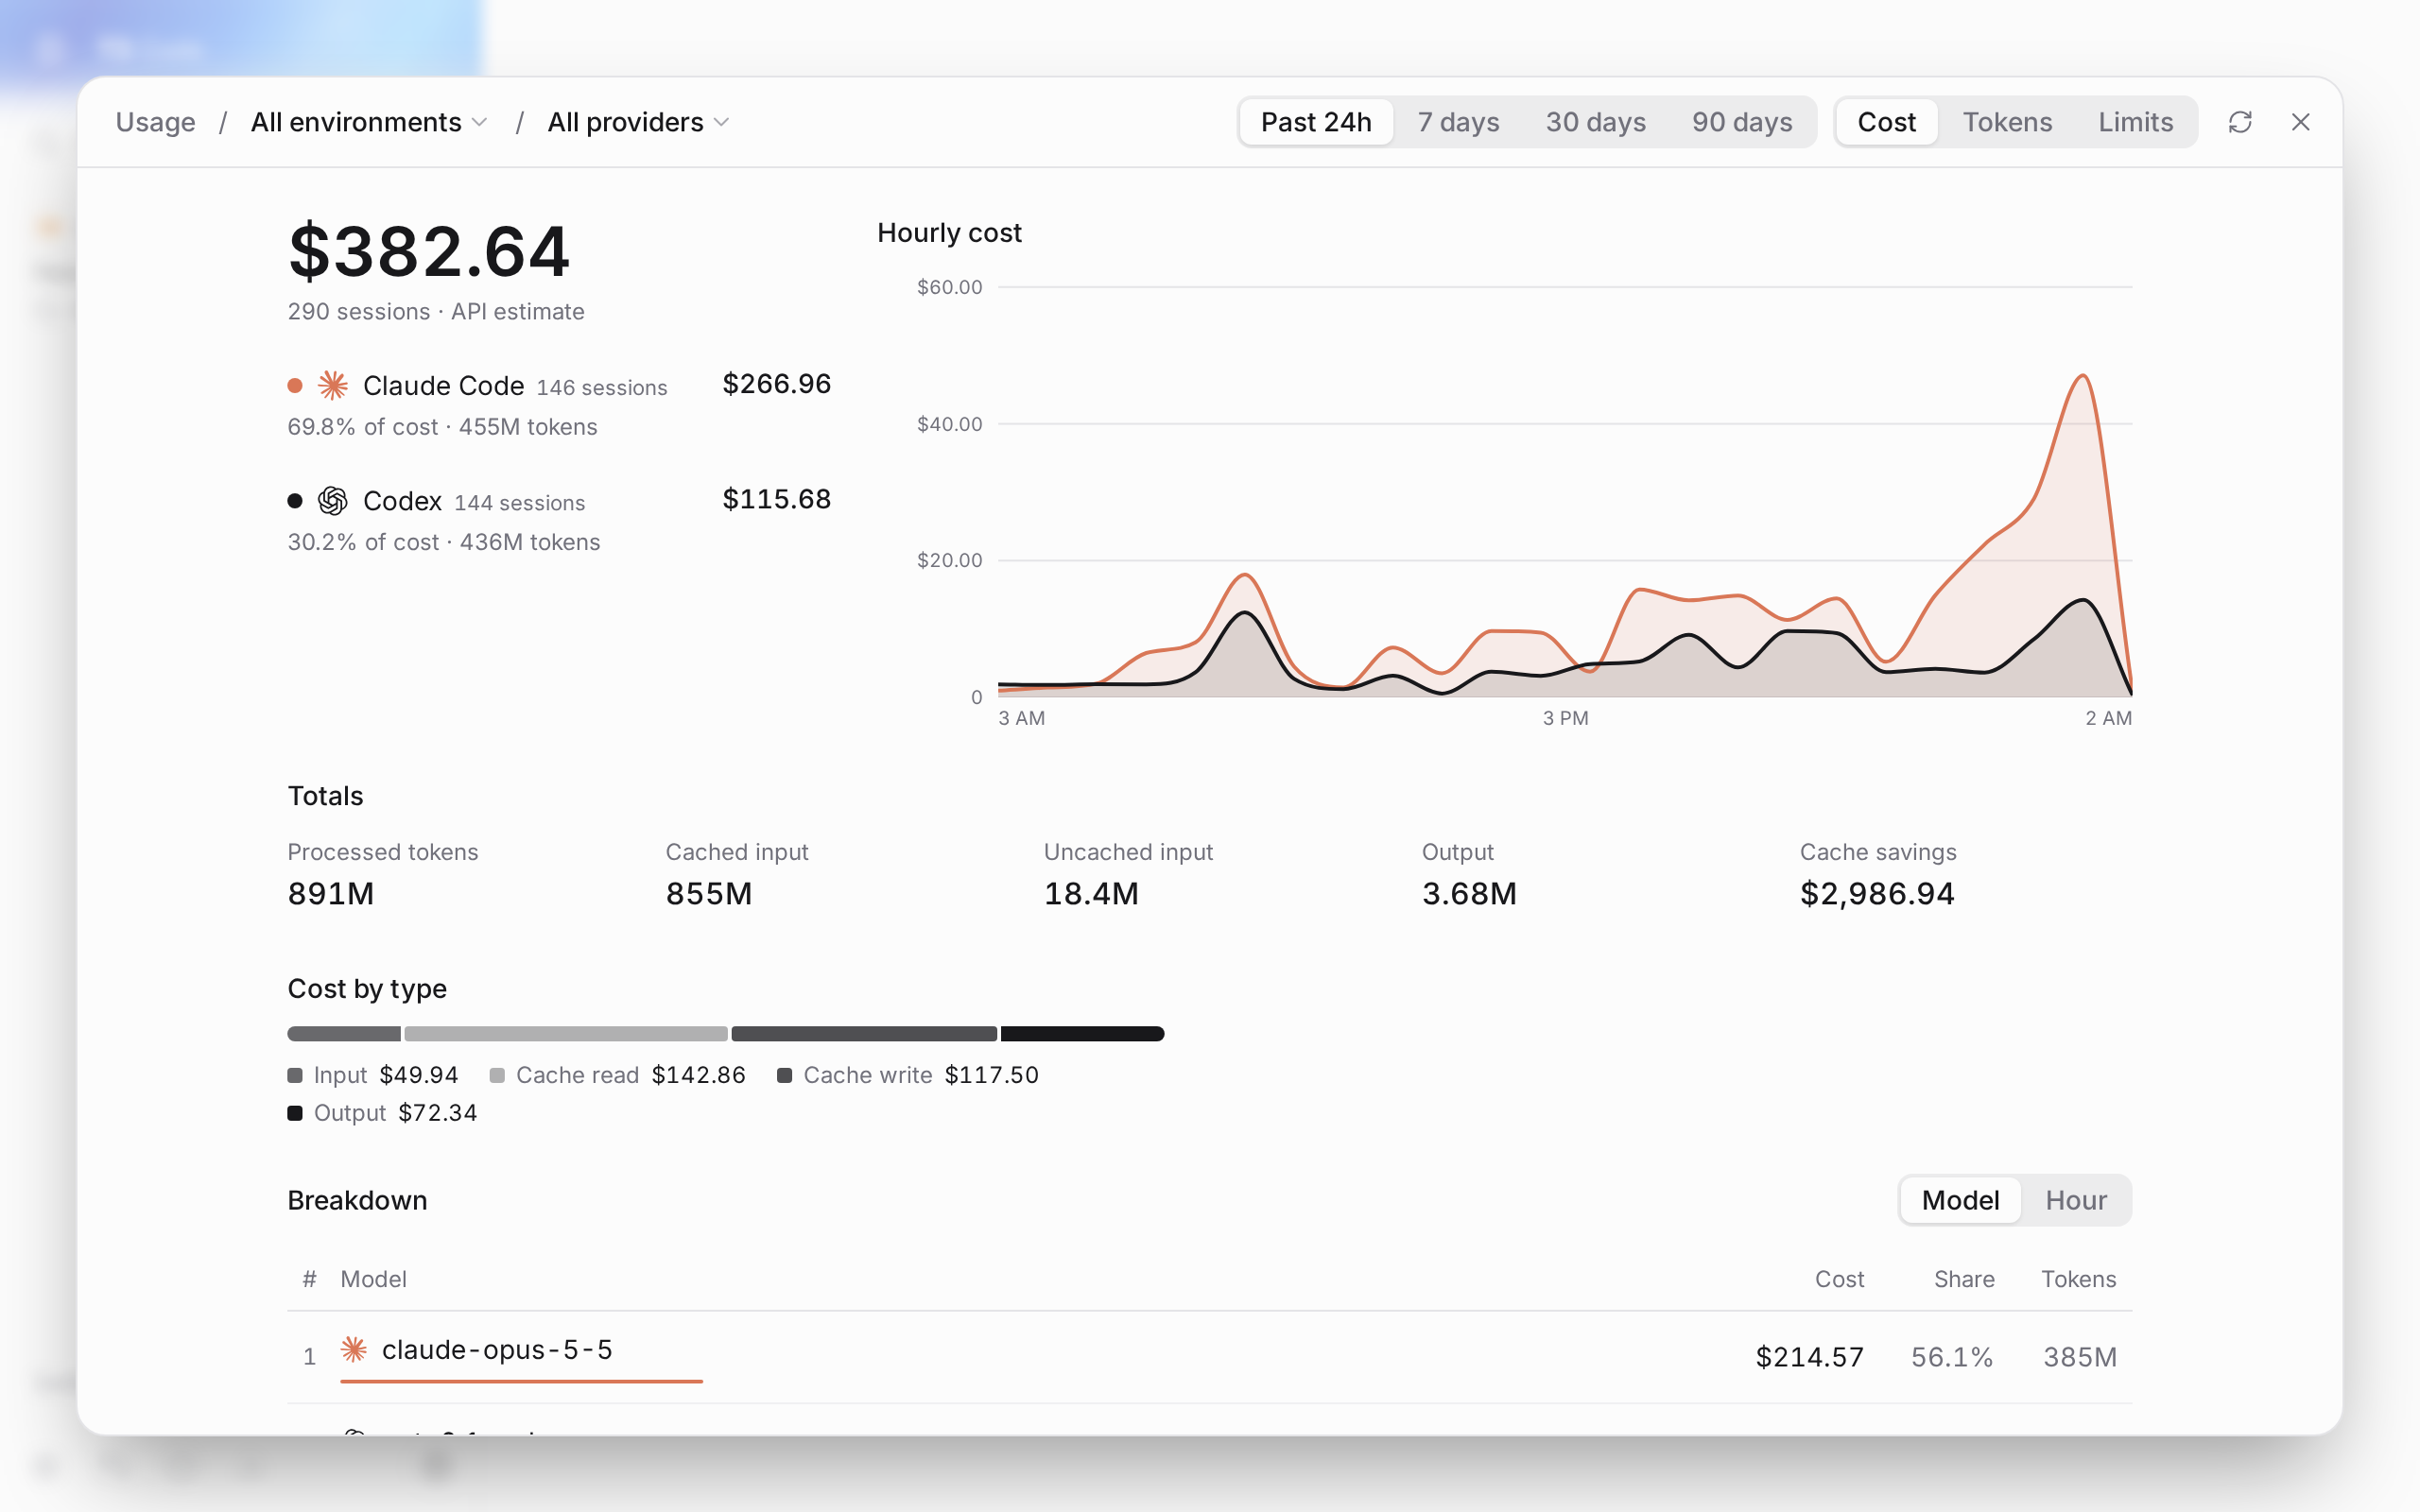 Usage / All environments / All providers
Past 24h 7 days 30 days 90 days
Cost Tokens Limits
$382.64
290 sessions · API estimate
Claude Code 146 sessions $266.96
69.8% of cost · 455M tokens
Codex 144 sessions $115.68
30.2% of cost · 436M tokens
Hourly cost
$60.00
$40.00
$20.00
0
3 AM 3 PM 2 AM
Totals
Processed tokens Cached input Uncached input Output Cache savings
891M 855M 18.4M 3.68M $2,986.94
Cost by type
Input $49.94 Cache read $142.86 Cache write $117.50
Output $72.34
Breakdown
Model Hour
# Model Cost Share Tokens
1 claude-opus-5-5 $214.57 56.1% 385M